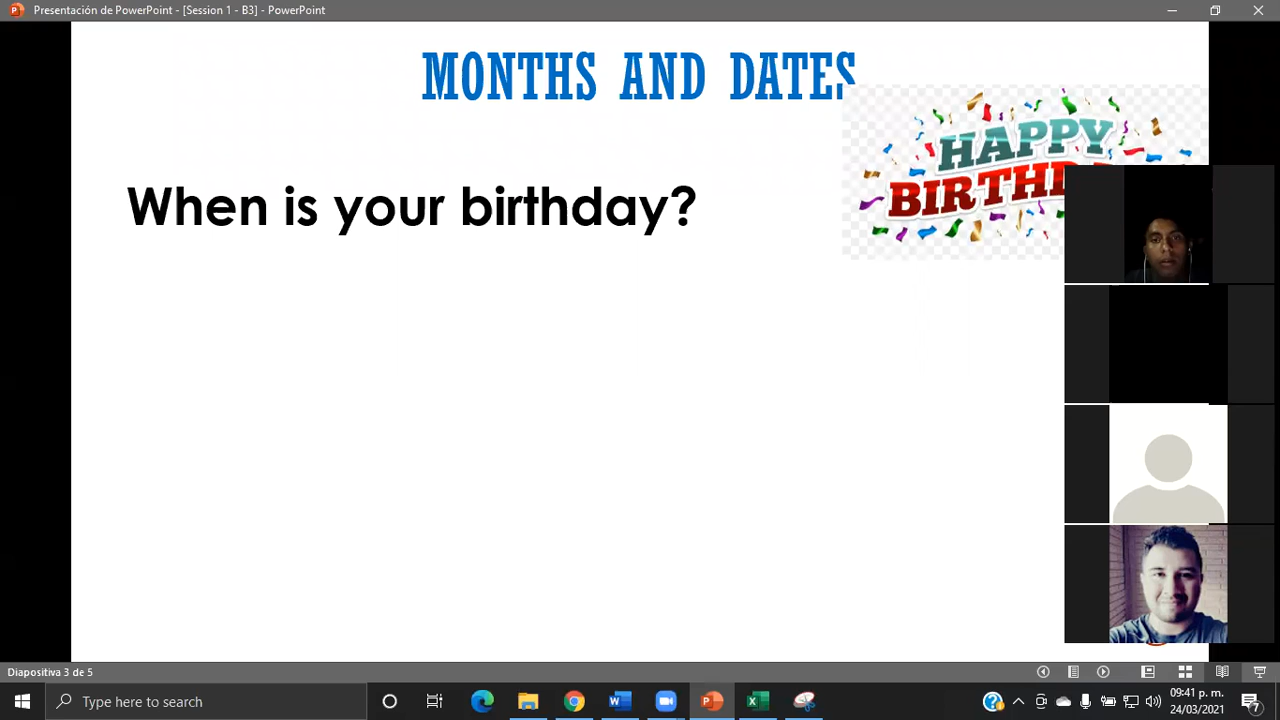 Presentación de PowerPoint - [Session 1 - B3] - PowerPoint
MONTHS AND DATES
HAPPY
When is your birthday?
Diapositiva 3 de 5
Type here to search
09:41 p. m.
24/03/2021
7